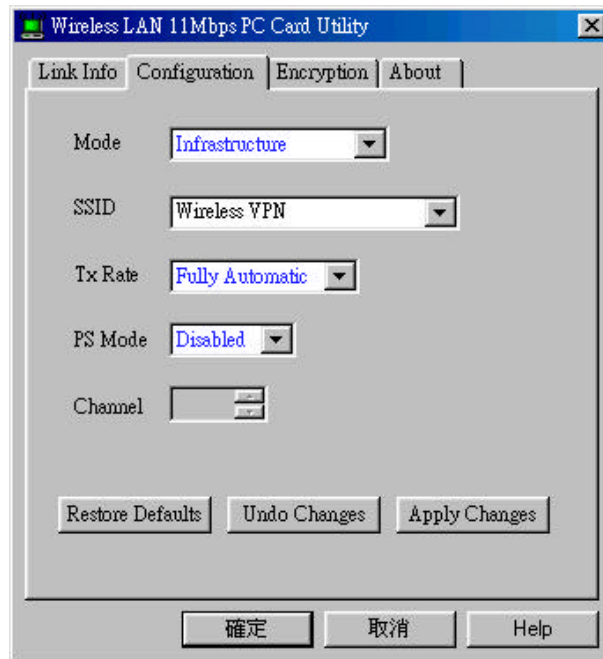 Wireless LAN 11Mbps PC Card Utility
Link Info Configuration Encryption About
Mode Infrastructure
SSID Wireless VPN
Tx Rate Fully Automatic
PS Mode Disabled
Channel
Restore Defaults Undo Changes Apply Changes
確定 取消 Help